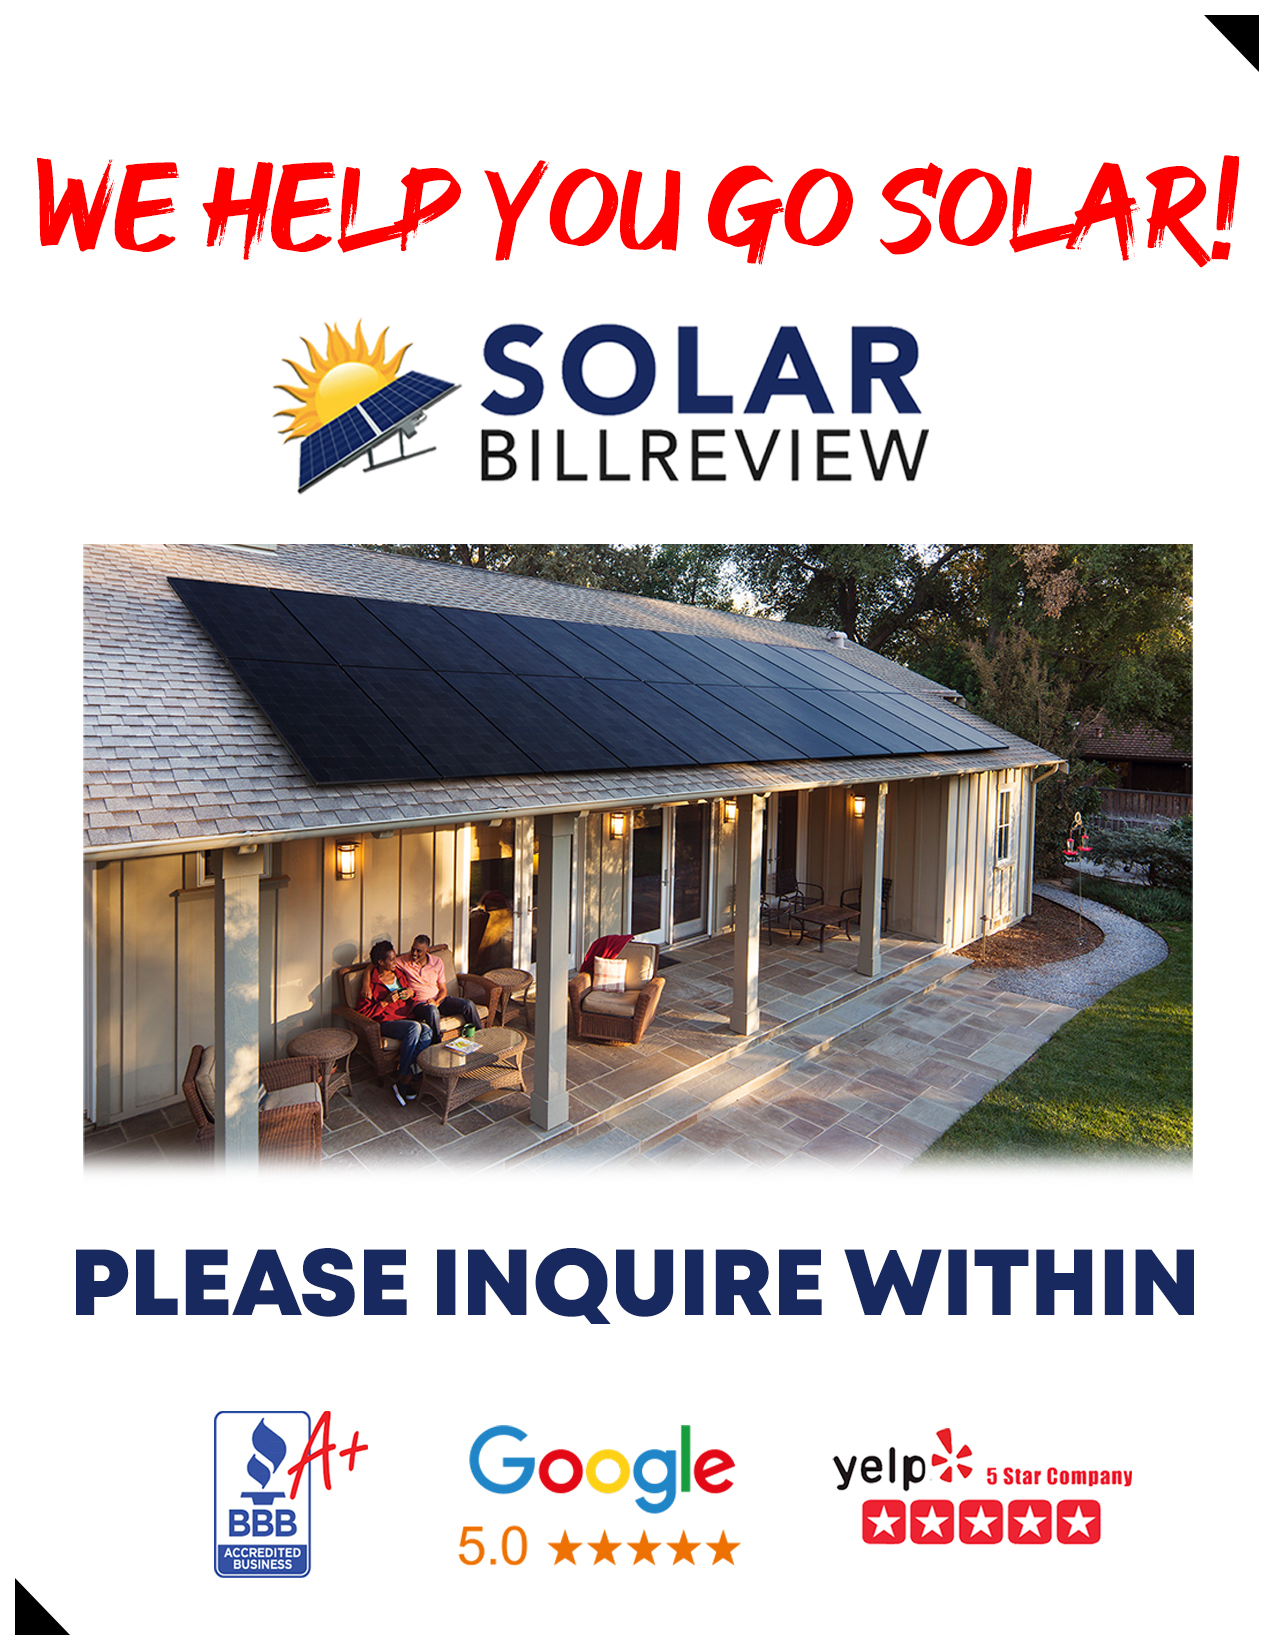 WE HELP YOU GO SOLAR!
SOLAR
BILLREVIEW
PLEASE INQUIRE WITHIN
A+
BBB
ACCREDITED
BUSINESS
Google
5.0
yelp
5 Star Company